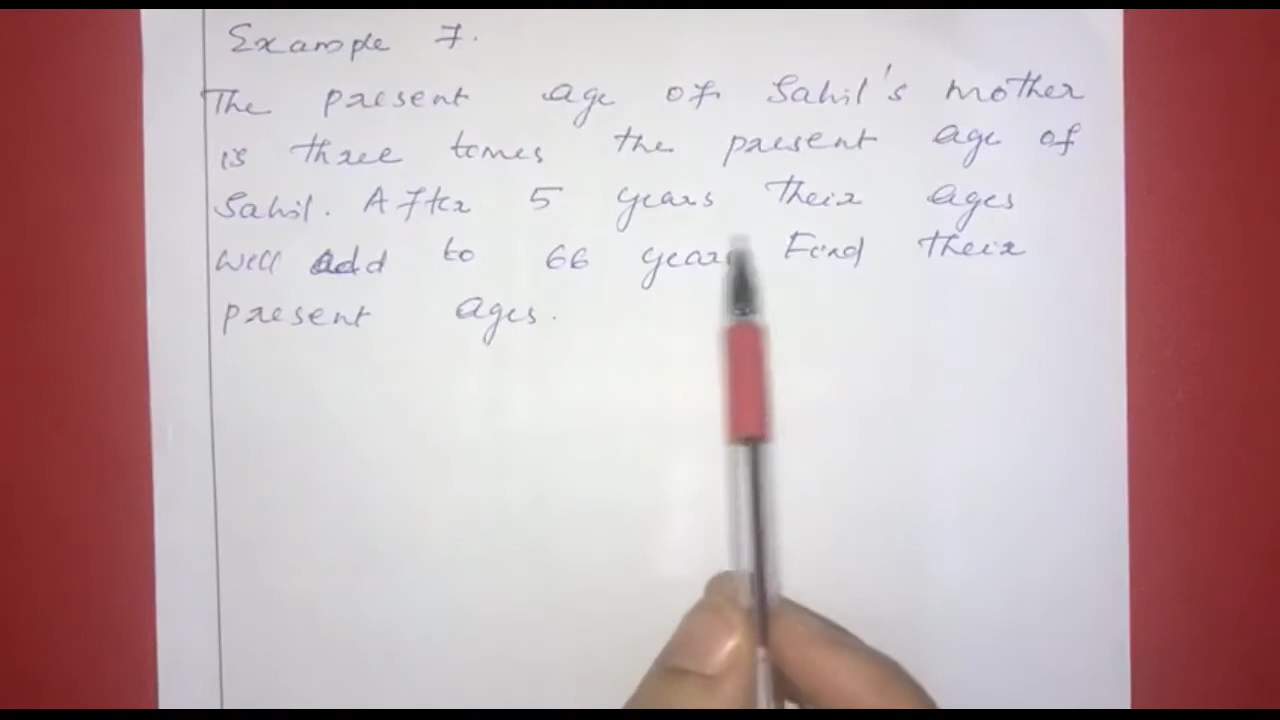 Example 7.
The present age of Sahil's mother
is three times the present age of
Sahil. After 5 years their ages
will add to 66 years Find their
present ages.